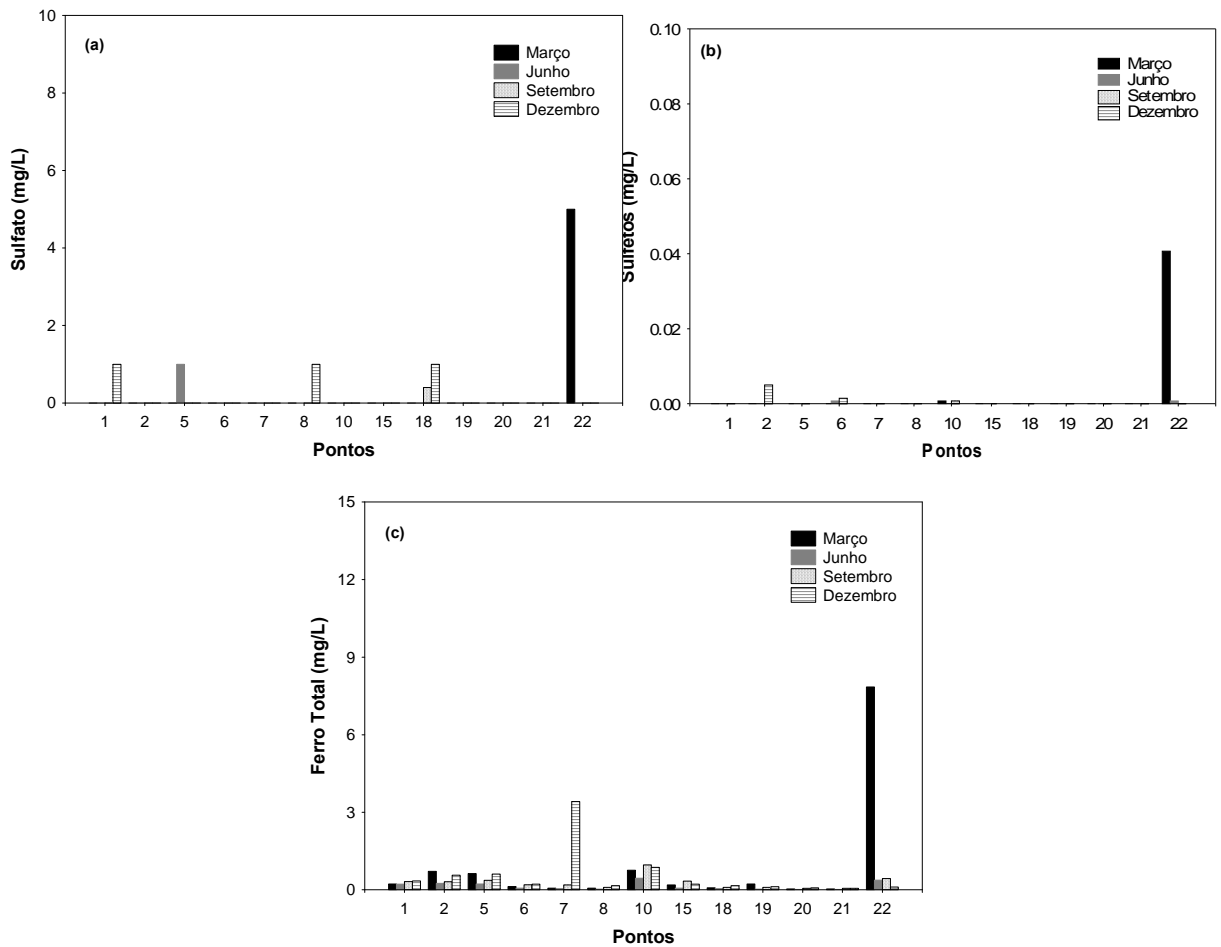 (a)
Sulfato (mg/L)
10
8
6
4
2
0
Março
Junho
Setembro
Dezembro
1 2 5 6 7 8 10 15 18 19 20 21 22
Pontos
(b)
Sulfetos (mg/L)
0.10
0.08
0.06
0.04
0.02
0.00
Março
Junho
Setembro
Dezembro
1 2 5 6 7 8 10 15 18 19 20 21 22
Pontos
(c)
Ferro Total (mg/L)
15
12
9
6
3
0
Março
Junho
Setembro
Dezembro
1 2 5 6 7 8 10 15 18 19 20 21 22
Pontos